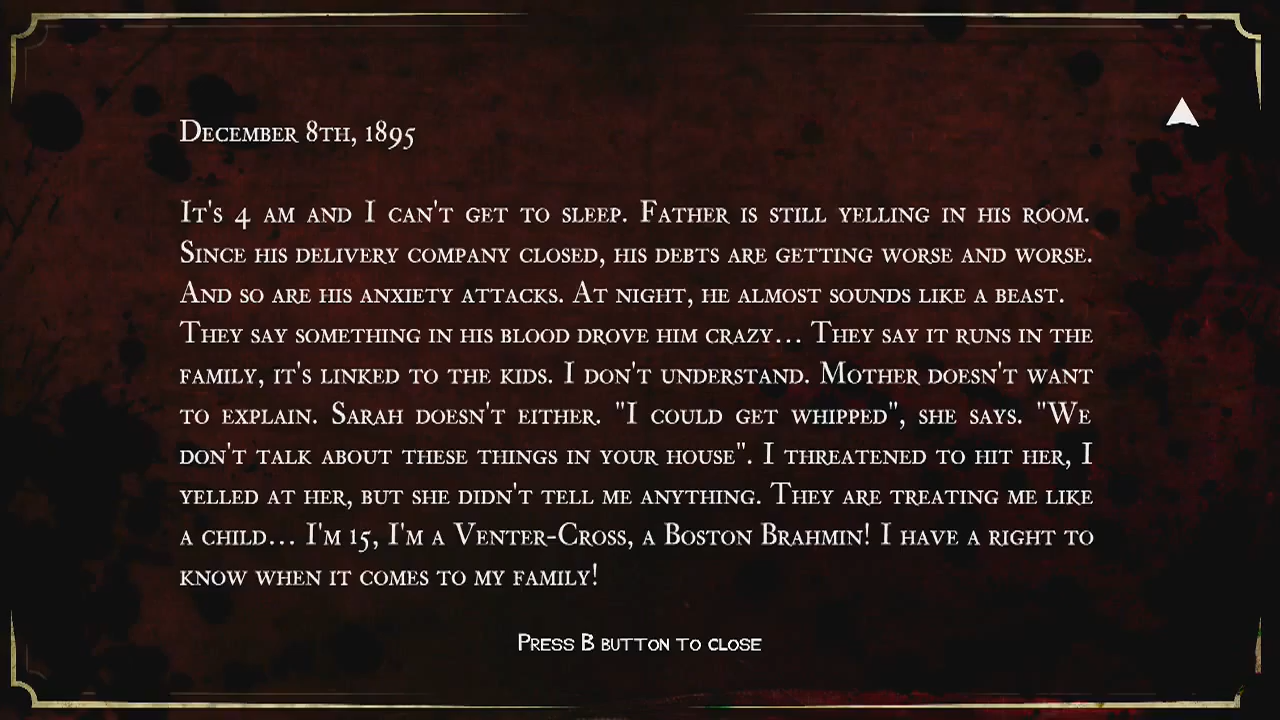 December 8th, 1895
It's 4 am and I can't get to sleep. Father is still yelling in his room.
Since his delivery company closed, his debts are getting worse and worse.
And so are his anxiety attacks. At night, he almost sounds like a beast.
They say something in his blood drove him crazy... They say it runs in the
family, it's linked to the kids. I don't understand. Mother doesn't want
to explain. Sarah doesn't either. "I could get whipped", she says. "We
don't talk about these things in your house". I threatened to hit her, I
yelled at her, but she didn't tell me anything. They are treating me like
a child... I'm 15, I'm a Venter-Cross, a Boston Brahmin! I have a right to
know when it comes to my family!
Press B button to close